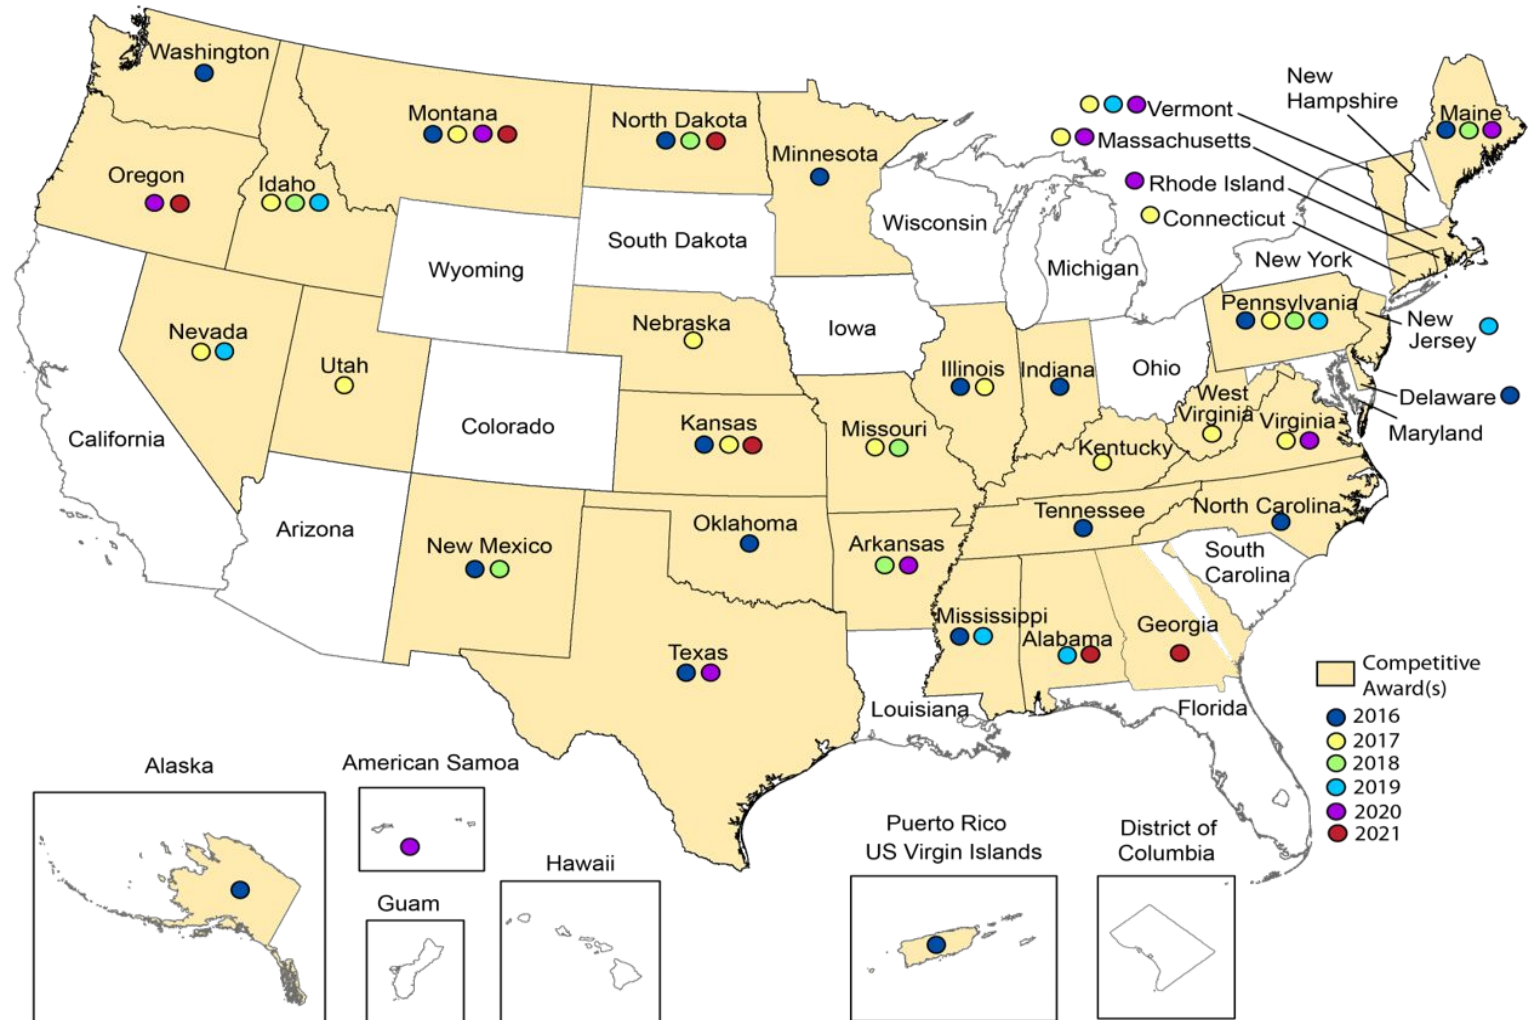 Washington
Montana
North Dakota
Minnesota
Oregon
Idaho
Wisconsin
South Dakota
Wyoming
Michigan
Vermont
Massachusetts
Rhode Island
Connecticut
New
Hampshire
Maine
New York
Nevada
Utah
Nebraska
Iowa
Pennsylvania
New
Jersey
Illinois
Indiana
Ohio
West
Virginia
Virginia
Delaware
Maryland
California
Colorado
Kansas
Missouri
Kentucky
Arizona
New Mexico
Oklahoma
Arkansas
Tennessee
North Carolina
South
Carolina
Mississippi
Alabama
Georgia
Texas
Louisiana
Florida
Competitive
Award(s)
2016
2017
2018
2019
2020
2021
Alaska
American Samoa
Guam
Hawaii
Puerto Rico
US Virgin Islands
District of
Columbia